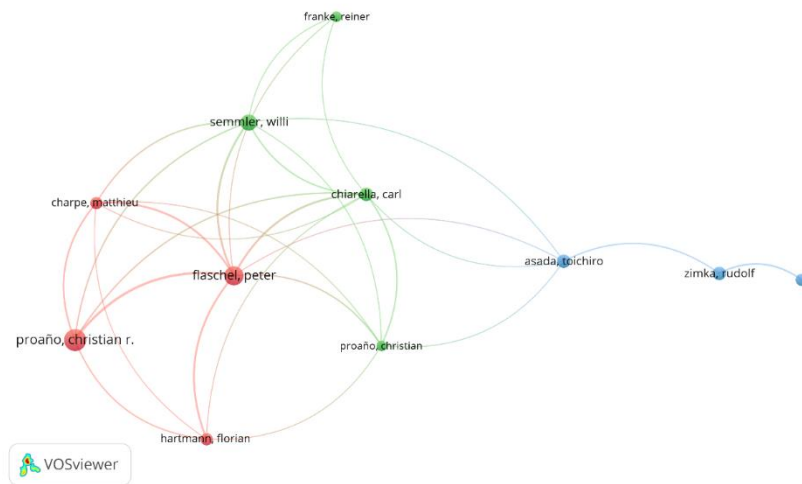 franke, reiner
semmler, willi
chiarella, carl
charpe, matthieu
flaschel, peter
asada, toichiro
zimka, rudolf
proaño, christian r.
proaño, christian
hartmann, florian
VOSviewer